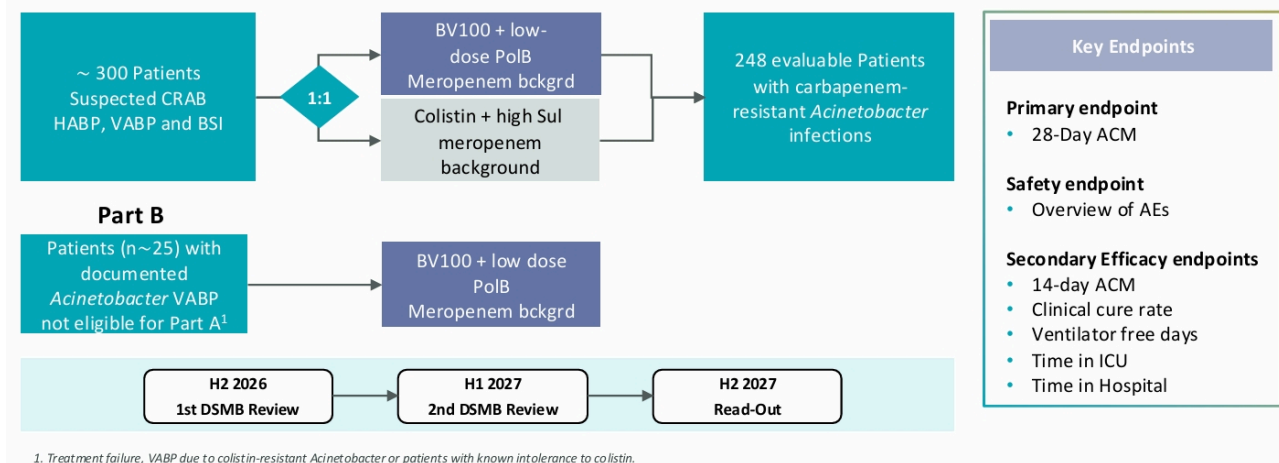 ~ 300 Patients
Suspected CRAB
HABP, VABP and BSI
1:1
BV100 + low-
dose PolB
Meropenem bckgrd
Colistin + high Sul
meropenem
background
248 evaluable Patients
with carbapenem-
resistant Acinetobacter
infections
Part B
Patients (n~25) with
documented
Acinetobacter VABP
not eligible for Part A1
BV100 + low dose
PolB
Meropenem bckgrd
H2 2026
1st DSMB Review
H1 2027
2nd DSMB Review
H2 2027
Read-Out
Key Endpoints
Primary endpoint
• 28-Day ACM
Safety endpoint
• Overview of AEs
Secondary Efficacy endpoints
• 14-day ACM
• Clinical cure rate
• Ventilator free days
• Time in ICU
• Time in Hospital
1. Treatment failure, VABP due to colistin-resistant Acinetobacter or patients with known intolerance to colistin.